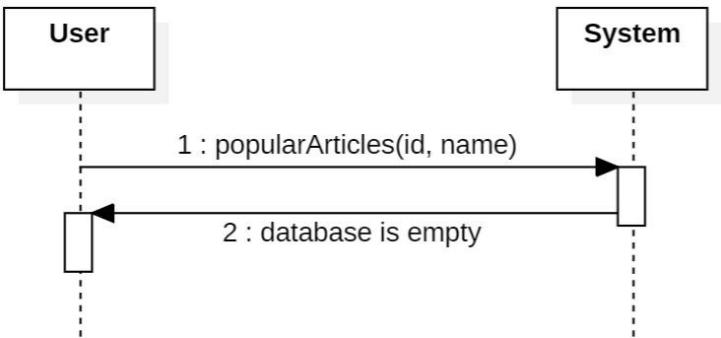 User
System
1 : popularArticles(id, name)
2 : database is empty